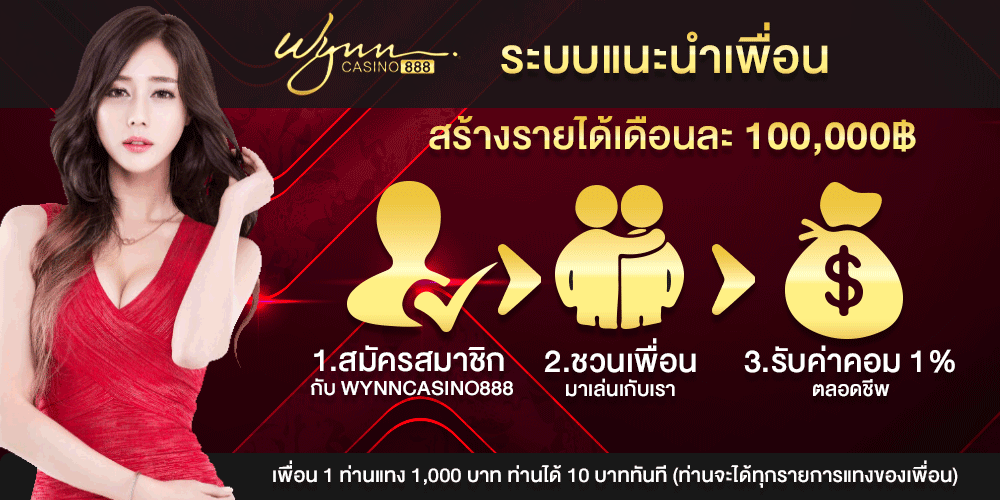 Wynn
CASINO 888
ระบบแนะนำเพื่อน
สร้างรายได้เดือนละ 100,000฿
$
1.สมัครสมาชิก
กับ WYNNCASINO888
2.ชวนเพื่อน
มาเล่นกับเรา
3.รับค่าคอม 1%
ตลอดชีพ
เพื่อน 1 ท่านแทง 1,000 บาท ท่านได้ 10 บาททันที (ท่านจะได้ทุกรายการแทงของเพื่อน)